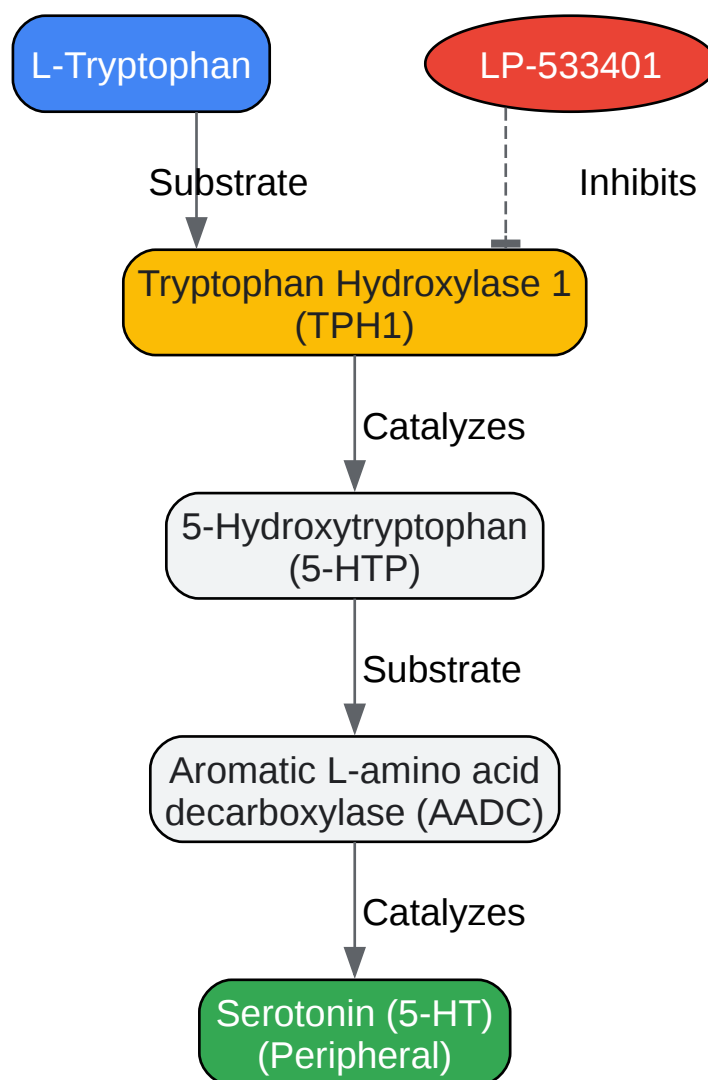 L-Tryptophan
LP-533401
Substrate
Inhibits
Tryptophan Hydroxylase 1
(TPH1)
Catalyzes
5-Hydroxytryptophan
(5-HTP)
Substrate
Aromatic L-amino acid
decarboxylase (AADC)
Catalyzes
Serotonin (5-HT)
(Peripheral)